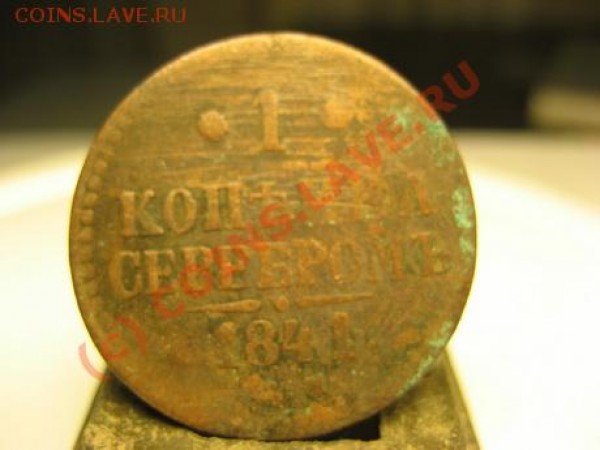 COINS.LAVE.RU
· 1 ·
КОПѢЙКА
СЕРЕБРОМЪ
1841
(c) COINS.LAVE.RU